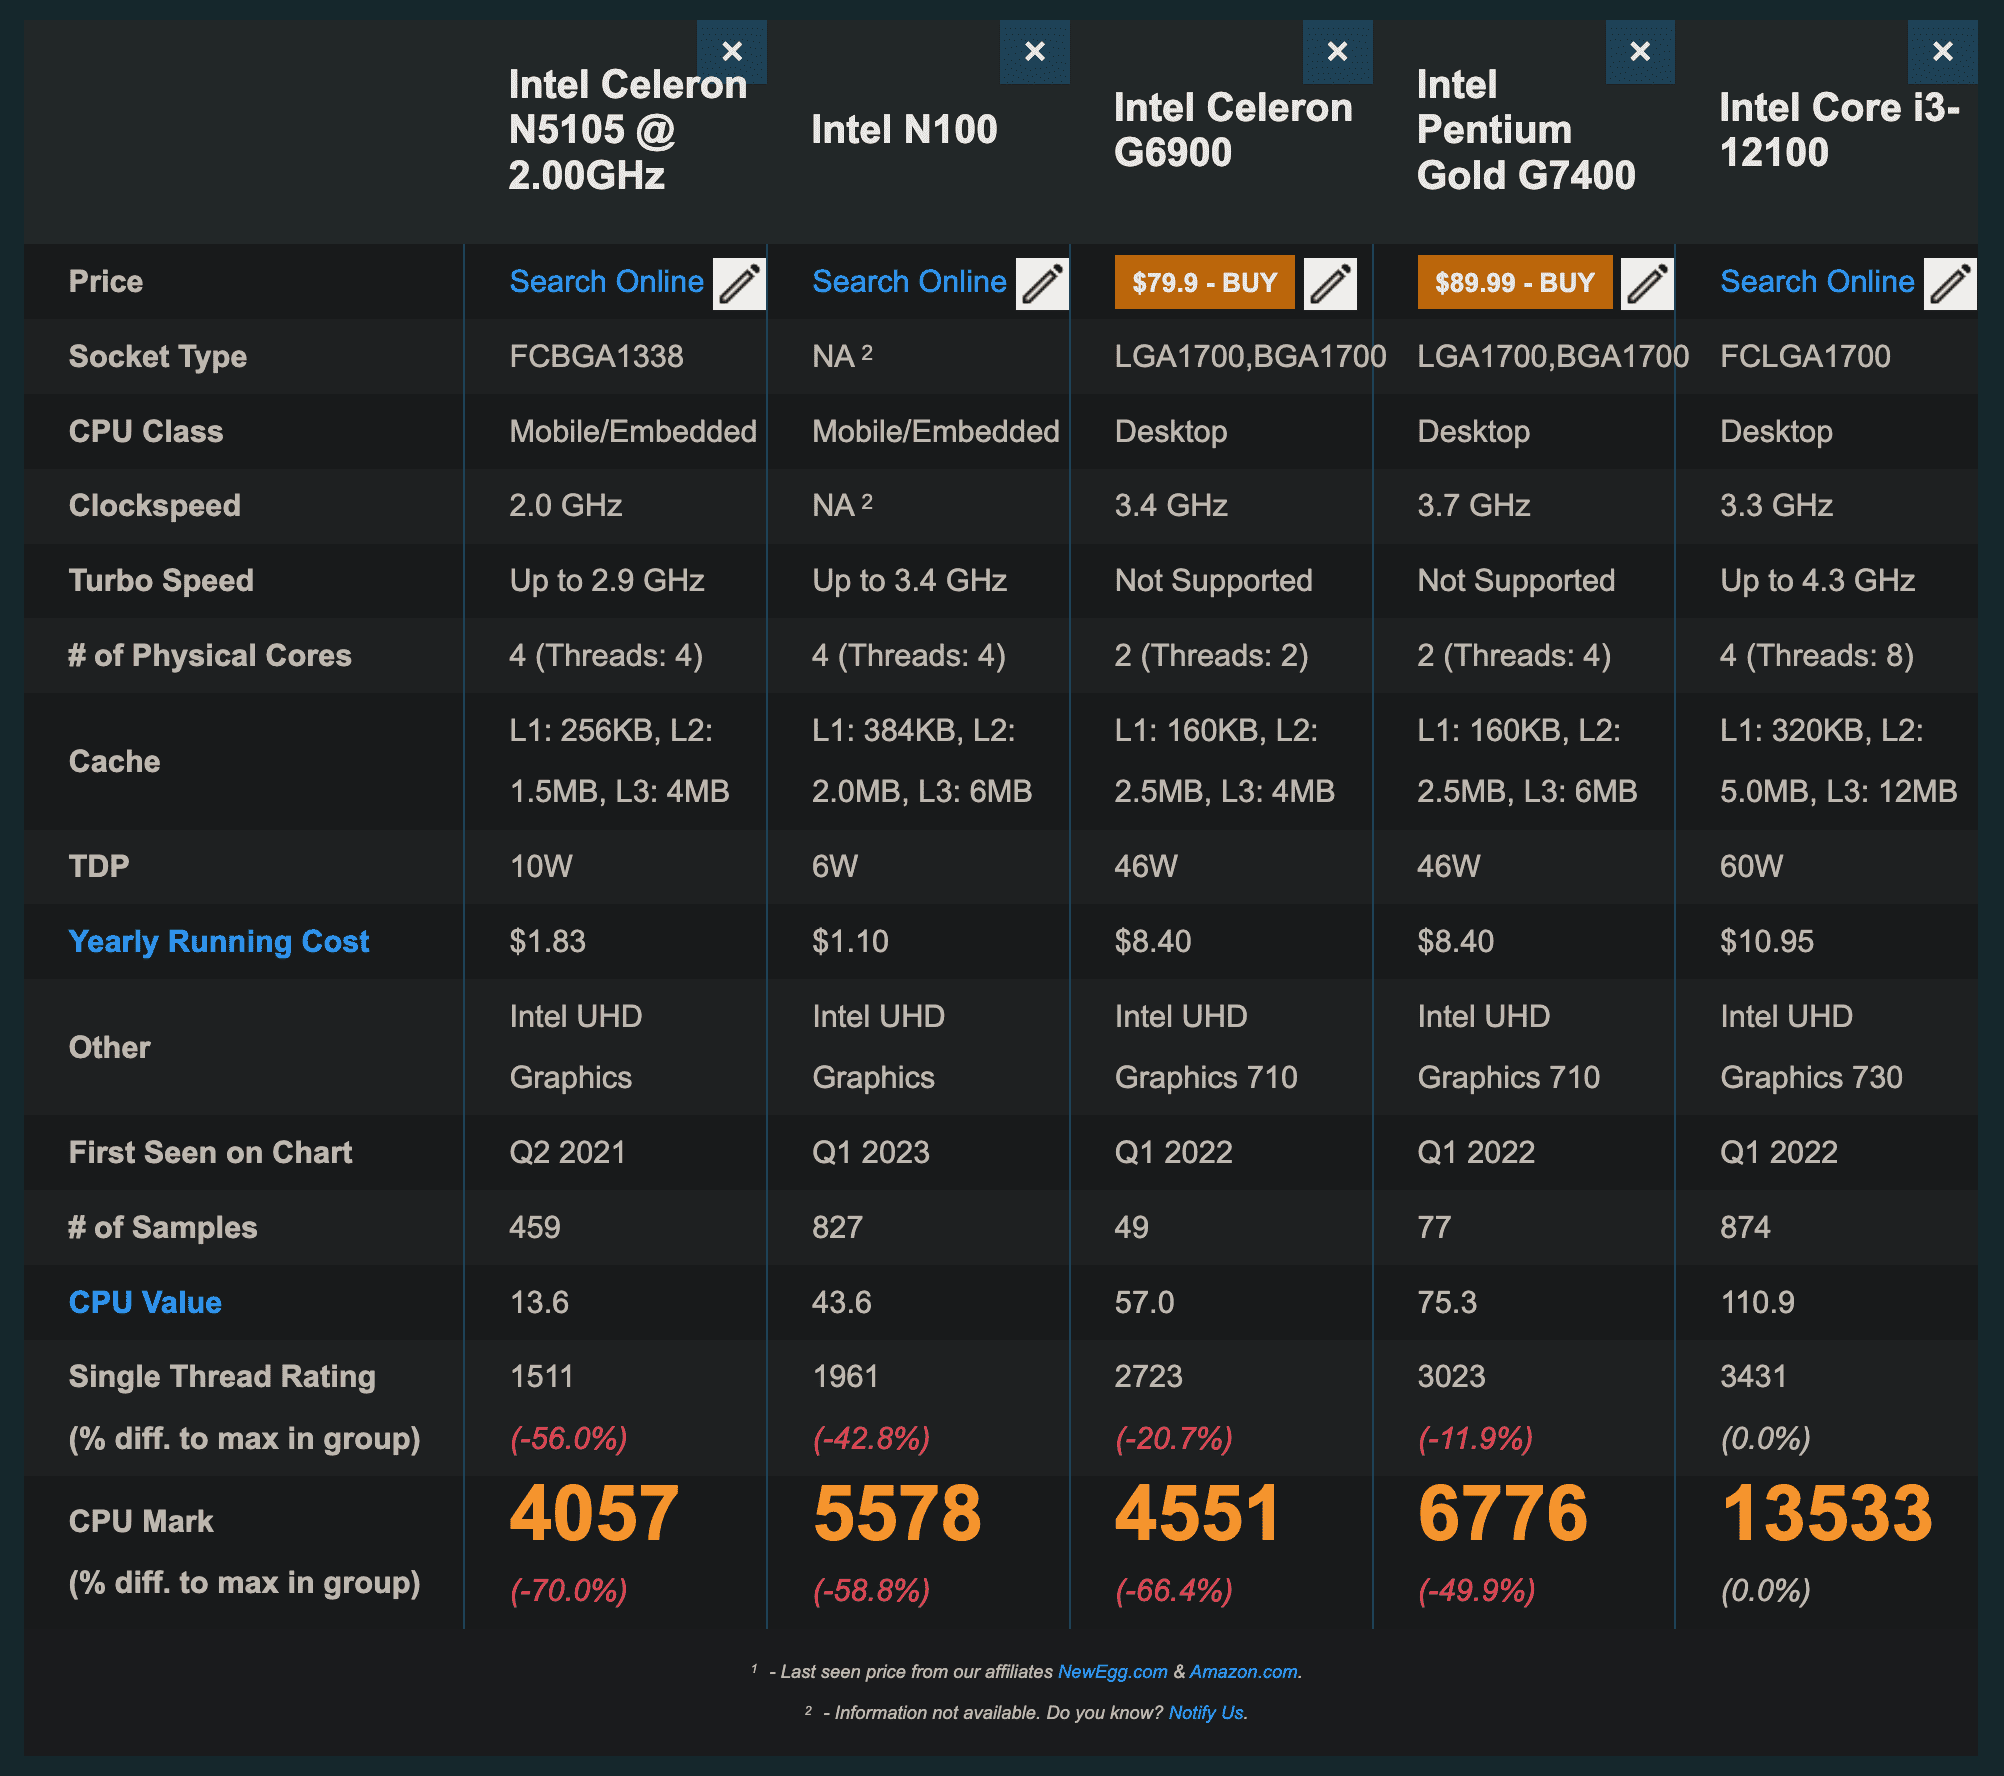 × × × × ×
Intel Celeron N5105 @ 2.00GHz Intel N100 Intel Celeron G6900 Intel Pentium Gold G7400 Intel Core i3-12100
Price Search Online Search Online $79.9 - BUY $89.99 - BUY Search Online
Socket Type FCBGA1338 NA ² LGA1700,BGA1700 LGA1700,BGA1700 FCLGA1700
CPU Class Mobile/Embedded Mobile/Embedded Desktop Desktop Desktop
Clockspeed 2.0 GHz NA ² 3.4 GHz 3.7 GHz 3.3 GHz
Turbo Speed Up to 2.9 GHz Up to 3.4 GHz Not Supported Not Supported Up to 4.3 GHz
# of Physical Cores 4 (Threads: 4) 4 (Threads: 4) 2 (Threads: 2) 2 (Threads: 4) 4 (Threads: 8)
Cache L1: 256KB, L2: 1.5MB, L3: 4MB L1: 384KB, L2: 2.0MB, L3: 6MB L1: 160KB, L2: 2.5MB, L3: 4MB L1: 160KB, L2: 2.5MB, L3: 6MB L1: 320KB, L2: 5.0MB, L3: 12MB
TDP 10W 6W 46W 46W 60W
Yearly Running Cost $1.83 $1.10 $8.40 $8.40 $10.95
Other Intel UHD Graphics Intel UHD Graphics Intel UHD Graphics 710 Intel UHD Graphics 710 Intel UHD Graphics 730
First Seen on Chart Q2 2021 Q1 2023 Q1 2022 Q1 2022 Q1 2022
# of Samples 459 827 49 77 874
CPU Value 13.6 43.6 57.0 75.3 110.9
Single Thread Rating 1511 1961 2723 3023 3431
(% diff. to max in group) (-56.0%) (-42.8%) (-20.7%) (-11.9%) (0.0%)
CPU Mark 4057 5578 4551 6776 13533
(% diff. to max in group) (-70.0%) (-58.8%) (-66.4%) (-49.9%) (0.0%)
¹ - Last seen price from our affiliates NewEgg.com & Amazon.com.
² - Information not available. Do you know? Notify Us.